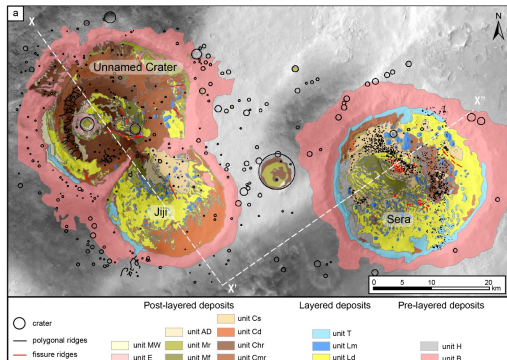 a
N
X
Unnamed Crater
X"
Jiji
Sera
X'
0 5 10 20
km
Post-layered deposits Layered deposits Pre-layered deposits
crater
polygonal ridges
fissure ridges
unit MW
unit E
unit AD
unit Mr
unit Mf
unit Cs
unit Cd
unit Chr
unit Cmr
unit T
unit Lm
unit Ld
unit H
unit B